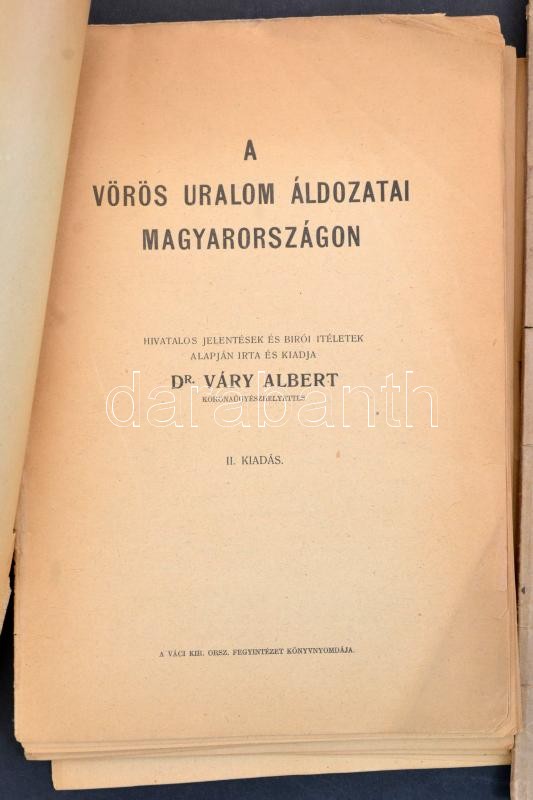 A
VÖRÖS URALOM ÁLDOZATAI
MAGYARORSZÁGON
HIVATALOS JELENTÉSEK ÉS BIRÓI ITÉLETEK
ALAPJÁN IRTA ÉS KIADJA
DR. VÁRY ALBERT
KORONAÜGYÉSZHELYETTES
darabanth
II. KIADÁS.
A VÁCI KIR. ORSZ. FEGYINTÉZET KÖNYVNYOMDÁJA.